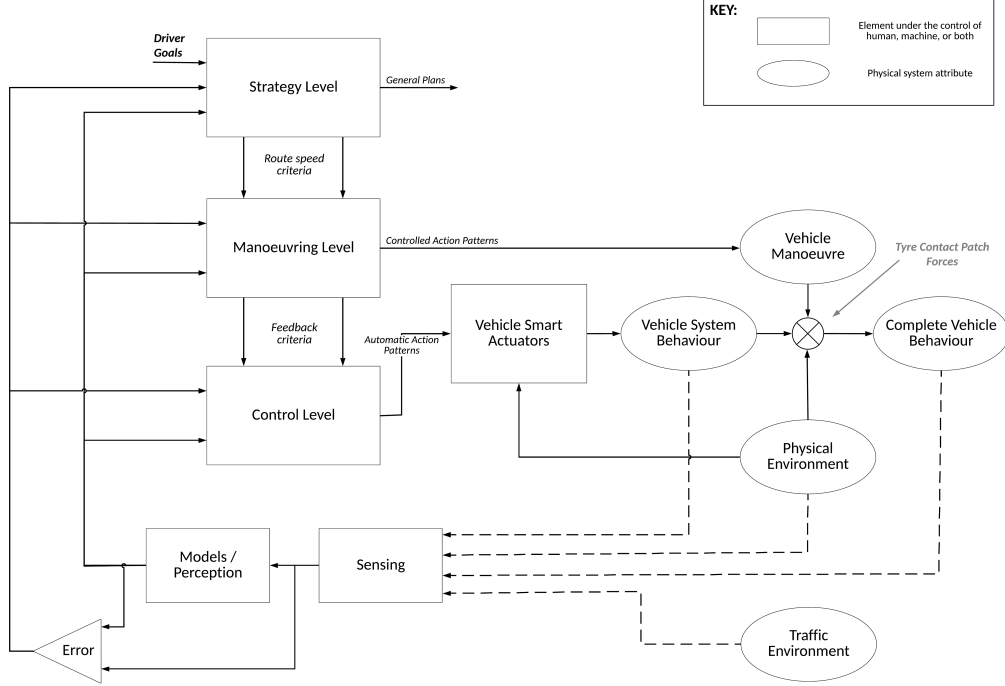 KEY:
Element under the control of
human, machine, or both
Physical system attribute
Driver
Goals
Strategy Level
General Plans
Route speed
criteria
Manoeuvring Level
Controlled Action Patterns
Vehicle
Manoeuvre
Tyre Contact Patch
Forces
Feedback
criteria
Automatic Action
Patterns
Vehicle Smart
Actuators
Vehicle System
Behaviour
Complete Vehicle
Behaviour
Control Level
Physical
Environment
Models /
Perception
Sensing
Error
Traffic
Environment